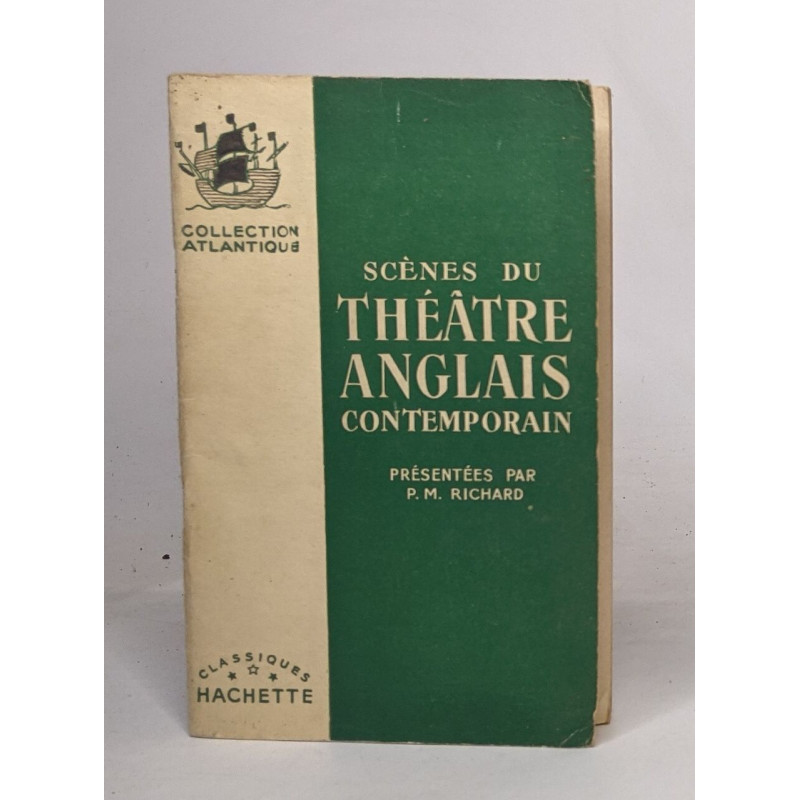 COLLECTION
ATLANTIQUE
SCÈNES DU
THÉÂTRE
ANGLAIS
CONTEMPORAIN
PRÉSENTÉES PAR
P. M. RICHARD
CLASSIQUES
HACHETTE